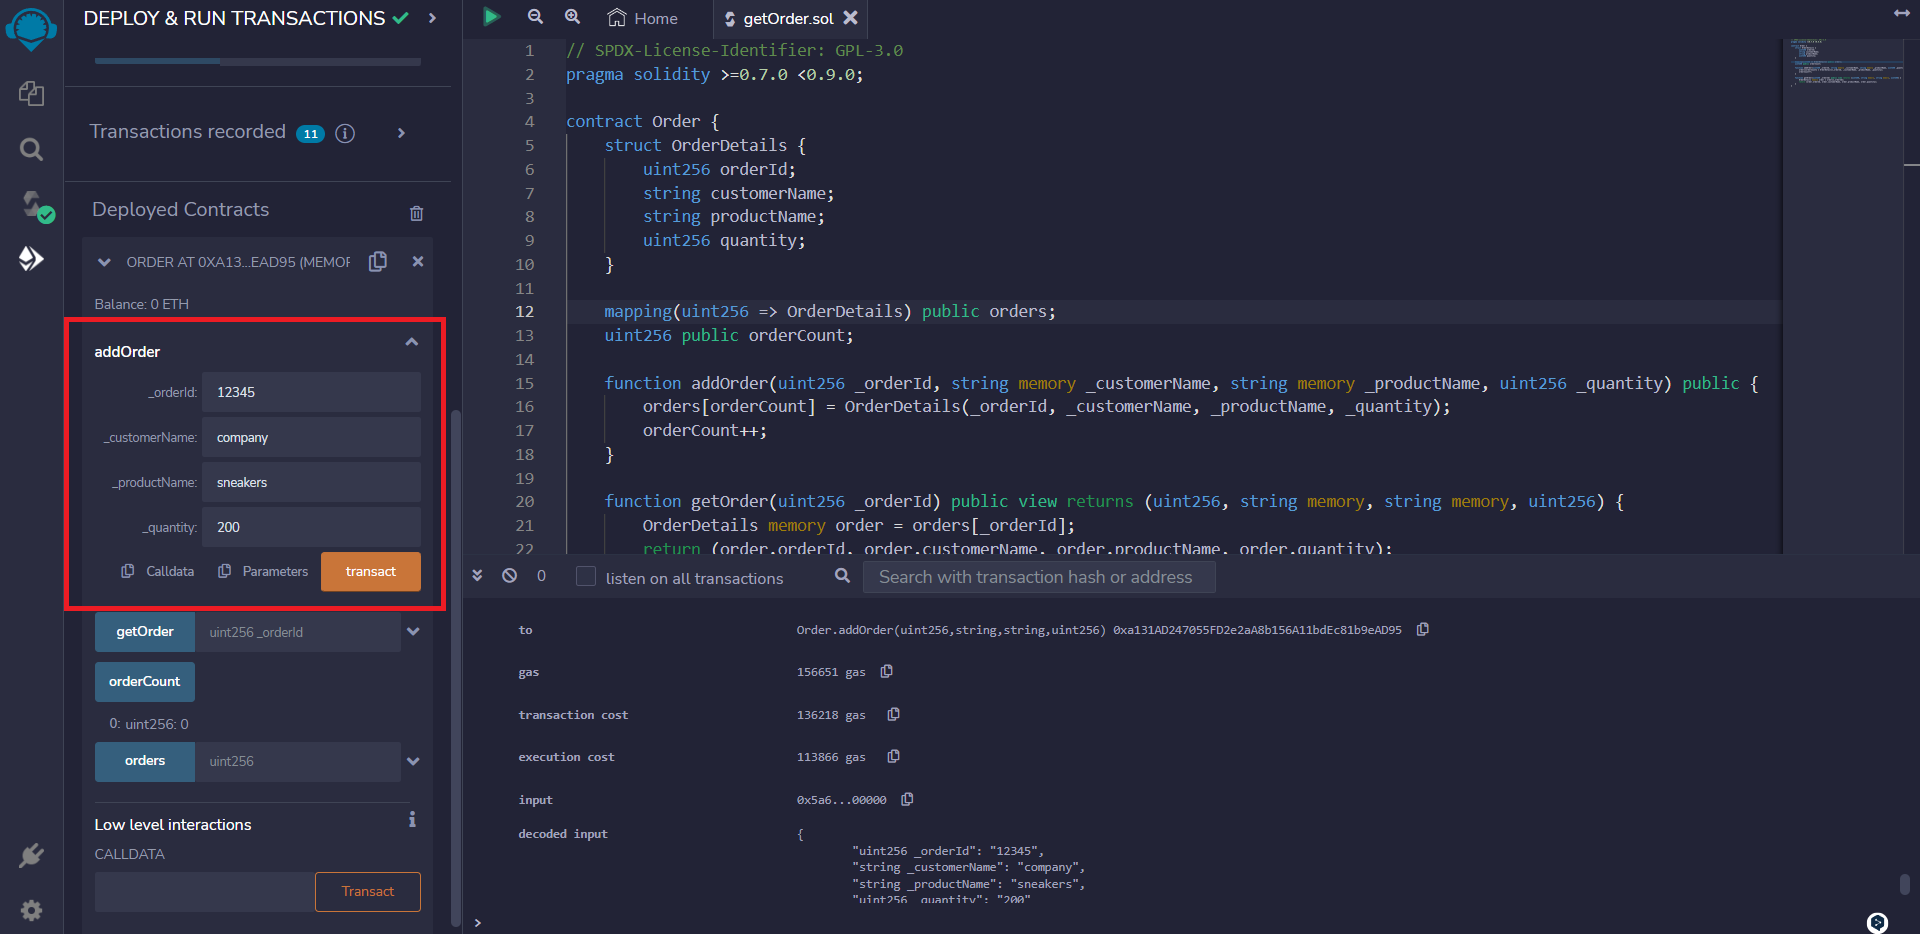 DEPLOY & RUN TRANSACTIONS
Transactions recorded 11
Deployed Contracts
ORDER AT 0XA13...EAD95 (MEMOR
Balance: 0 ETH
addOrder
_orderId: 12345
_customerName: company
_productName: sneakers
_quantity: 200
Calldata Parameters transact
getOrder uint256 _orderId
orderCount
0: uint256: 0
orders uint256
Low level interactions
CALLDATA
Transact
Home getOrder.sol
1 // SPDX-License-Identifier: GPL-3.0
2 pragma solidity >=0.7.0 <0.9.0;
3
4 contract Order {
5 struct OrderDetails {
6 uint256 orderId;
7 string customerName;
8 string productName;
9 uint256 quantity;
10 }
11
12 mapping(uint256 => OrderDetails) public orders;
13 uint256 public orderCount;
14
15 function addOrder(uint256 _orderId, string memory _customerName, string memory _productName, uint256 _quantity) public {
16 orders[orderCount] = OrderDetails(_orderId, _customerName, _productName, _quantity);
17 orderCount++;
18 }
19
20 function getOrder(uint256 _orderId) public view returns (uint256, string memory, string memory, uint256) {
21 OrderDetails memory order = orders[_orderId];
22 return (order.orderId, order.customerName, order.productName, order.quantity);
0 listen on all transactions Search with transaction hash or address
to Order.addOrder(uint256,string,string,uint256) 0xa131AD247055FD2e2aA8b156A11bdEc81b9eAD95
gas 156651 gas
transaction cost 136218 gas
execution cost 113866 gas
input 0x5a6...00000
decoded input {
"uint256 _orderId": "12345",
"string _customerName": "company",
"string _productName": "sneakers",
"uint256 _quantity": "200"
>